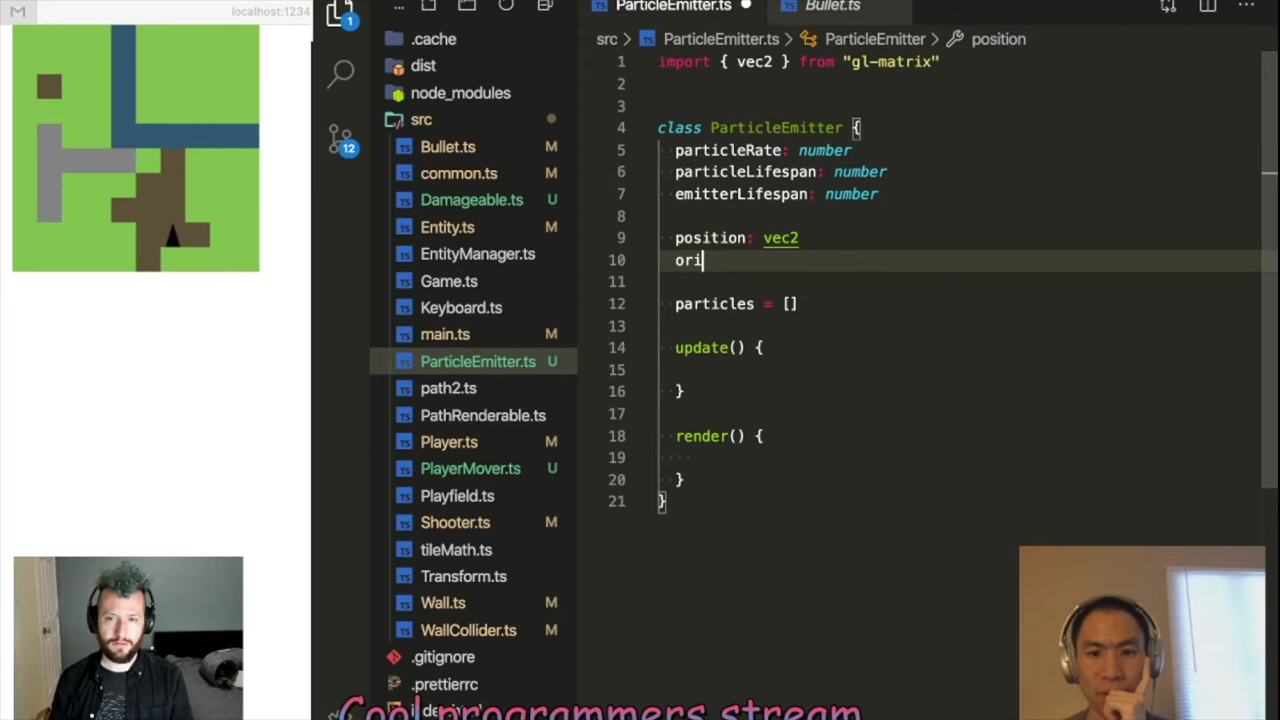 localhost:1234
1
12
...
.cache
dist
node_modules
src
Bullet.ts M
common.ts M
Damageable.ts U
Entity.ts M
EntityManager.ts
Game.ts
Keyboard.ts
main.ts M
ParticleEmitter.ts U
path2.ts
PathRenderable.ts
Player.ts M
PlayerMover.ts U
Playfield.ts
Shooter.ts M
tileMath.ts
Transform.ts
Wall.ts M
WallCollider.ts M
.gitignore
.prettierrc
ParticleEmitter.ts Bullet.ts
src > ParticleEmitter.ts > ParticleEmitter > position
1 import { vec2 } from "gl-matrix"
2
3
4 class ParticleEmitter {
5 particleRate: number
6 particleLifespan: number
7 emitterLifespan: number
8
9 position: vec2
10 ori
11
12 particles = []
13
14 update() {
15
16 }
17
18 render() {
19
20 }
21 }
Cool programmers stream